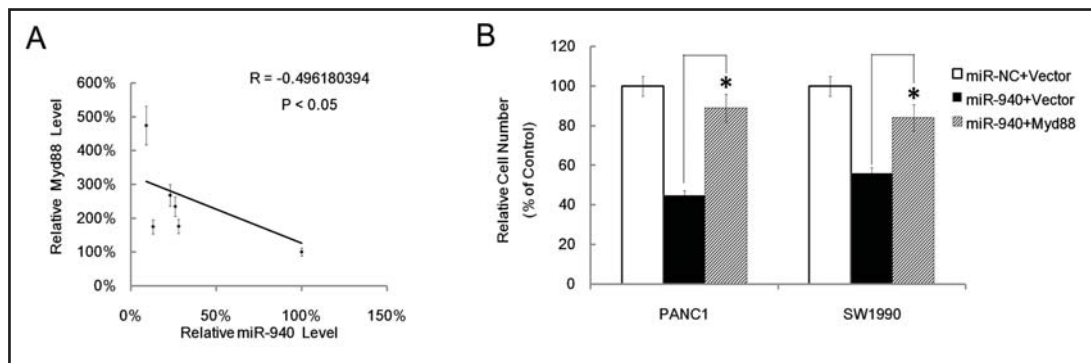 A
R = -0.496180394
P < 0.05
Relative Myd88 Level
600%
500%
400%
300%
200%
100%
0%
0%
50%
100%
150%
Relative miR-940 Level
B
Relative Cell Number
(% of Control)
120
100
80
60
40
20
0
*
*
PANC1
SW1990
miR-NC+Vector
miR-940+Vector
miR-940+Myd88